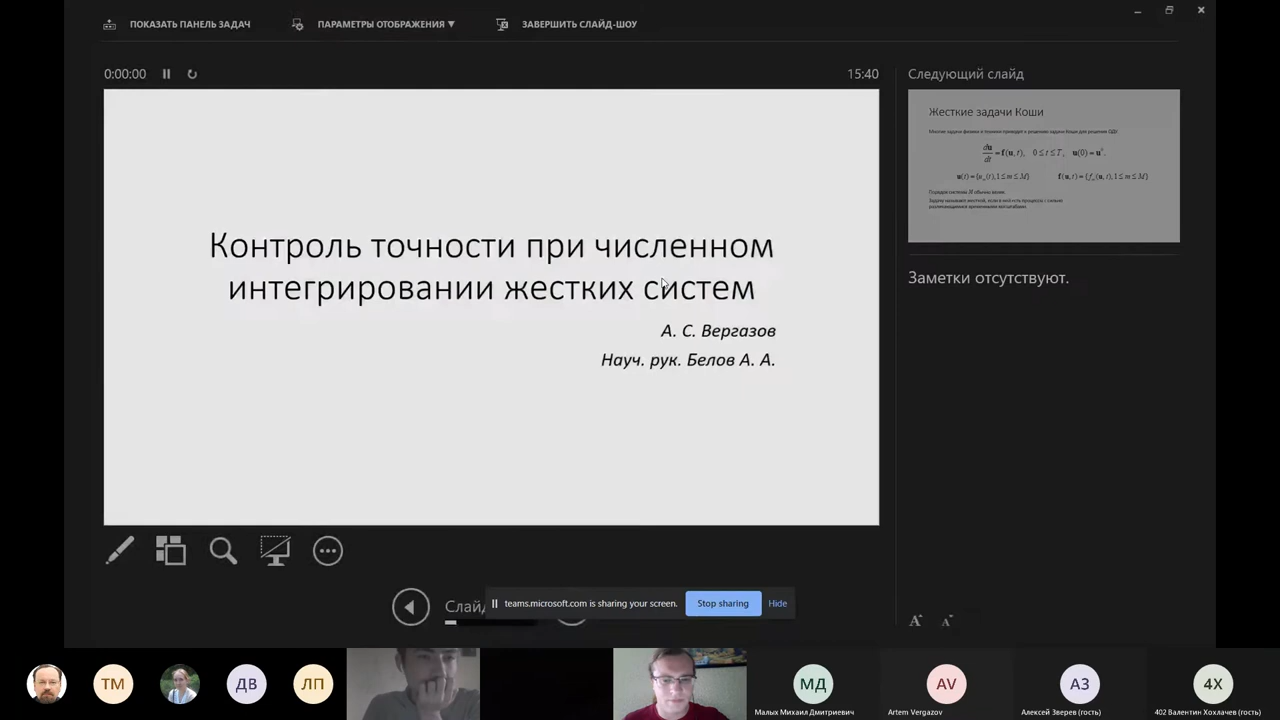 ПОКАЗАТЬ ПАНЕЛЬ ЗАДАЧ
ПАРАМЕТРЫ ОТОБРАЖЕНИЯ
ЗАВЕРШИТЬ СЛАЙД-ШОУ
0:00:00
15:40
Следующий слайд
Контроль точности при численном
интегрировании жестких систем
А. С. Вергазов
Науч. рук. Белов А. А.
Жесткие задачи Коши
Заметки отсутствуют.
Слайд
teams.microsoft.com is sharing your screen.
Stop sharing
Hide
ТМ
ДВ
ЛП
МД
Малых Михаил Дмитриевич
AV
Artem Vergazov
АЗ
Алексей Зверев (гость)
4Х
402 Валентин Хохлачев (гость)